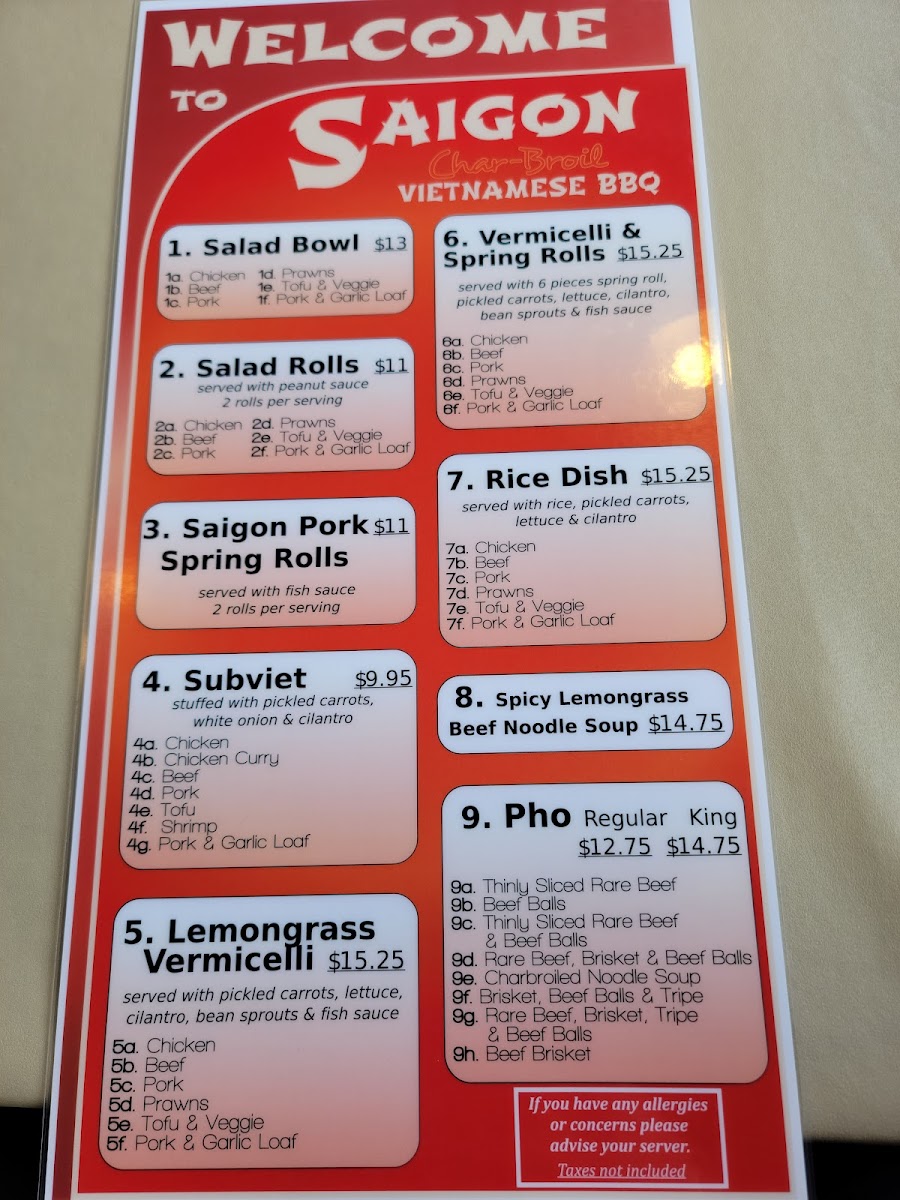 WELCOME
TO
SAIGON
Char-Broil
VIETNAMESE BBQ
1. Salad Bowl $13
1a. Chicken 1d. Prawns
1b. Beef 1e. Tofu & Veggie
1c. Pork 1f. Pork & Garlic Loaf
2. Salad Rolls $11
served with peanut sauce
2 rolls per serving
2a. Chicken 2d. Prawns
2b. Beef 2e. Tofu & Veggie
2c. Pork 2f. Pork & Garlic Loaf
3. Saigon Pork $11
Spring Rolls
served with fish sauce
2 rolls per serving
4. Subviet $9.95
stuffed with pickled carrots,
white onion & cilantro
4a. Chicken
4b. Chicken Curry
4c. Beef
4d. Pork
4e. Tofu
4f. Shrimp
4g. Pork & Garlic Loaf
5. Lemongrass
Vermicelli $15.25
served with pickled carrots, lettuce,
cilantro, bean sprouts & fish sauce
5a. Chicken
5b. Beef
5c. Pork
5d. Prawns
5e. Tofu & Veggie
5f. Pork & Garlic Loaf
6. Vermicelli &
Spring Rolls $15.25
served with 6 pieces spring roll,
pickled carrots, lettuce, cilantro,
bean sprouts & fish sauce
6a. Chicken
6b. Beef
6c. Pork
6d. Prawns
6e. Tofu & Veggie
6f. Pork & Garlic Loaf
7. Rice Dish $15.25
served with rice, pickled carrots,
lettuce & cilantro
7a. Chicken
7b. Beef
7c. Pork
7d. Prawns
7e. Tofu & Veggie
7f. Pork & Garlic Loaf
8. Spicy Lemongrass
Beef Noodle Soup $14.75
9. Pho Regular King
$12.75 $14.75
9a. Thinly Sliced Rare Beef
9b. Beef Balls
9c. Thinly Sliced Rare Beef
& Beef Balls
9d. Rare Beef, Brisket & Beef Balls
9e. Charbroiled Noodle Soup
9f. Brisket, Beef Balls & Tripe
9g. Rare Beef, Brisket, Tripe
& Beef Balls
9h. Beef Brisket
If you have any allergies
or concerns please
advise your server.
Taxes not included